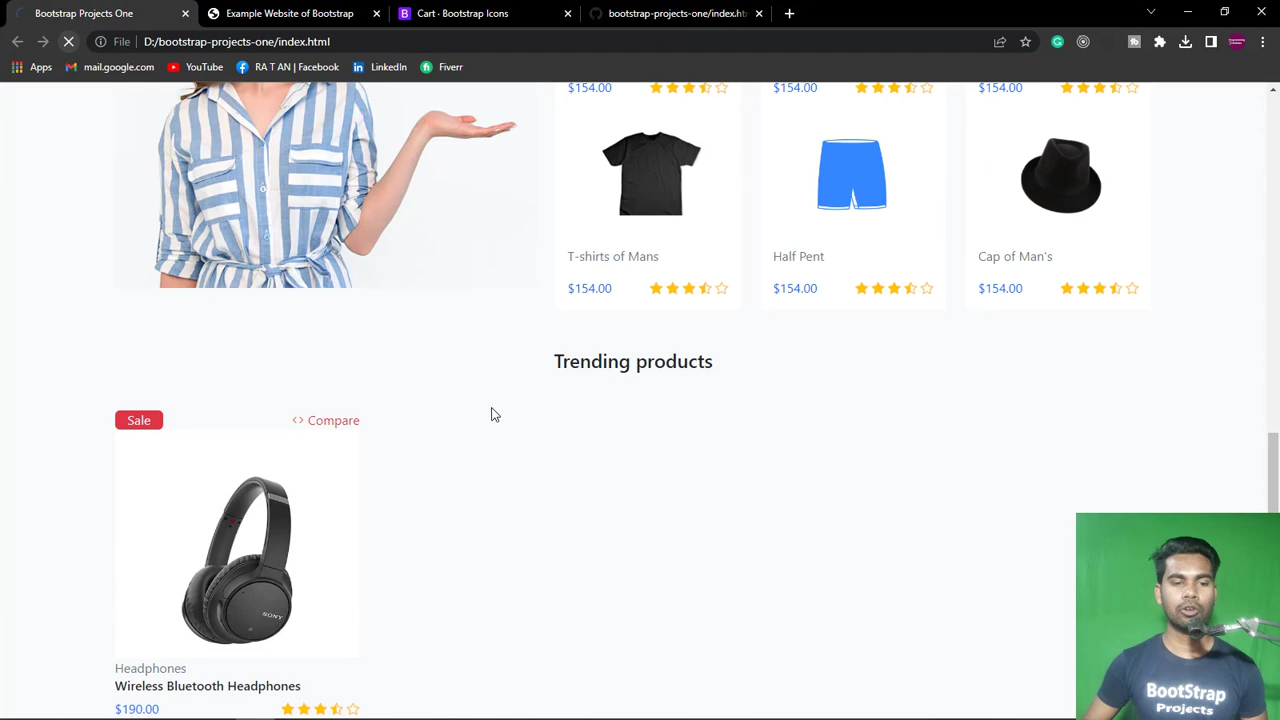 Bootstrap Projects One
Example Website of Bootstrap
Cart · Bootstrap Icons
bootstrap-projects-one/index.htm
File
D:/bootstrap-projects-one/index.html
Apps
mail.google.com
YouTube
RA T AN | Facebook
LinkedIn
Fiverr
$154.00
$154.00
$154.00
T-shirts of Mans
Half Pent
Cap of Man's
$154.00
$154.00
$154.00
Trending products
Sale
<> Compare
SONY
Headphones
Wireless Bluetooth Headphones
$190.00
BootStrap
Projects